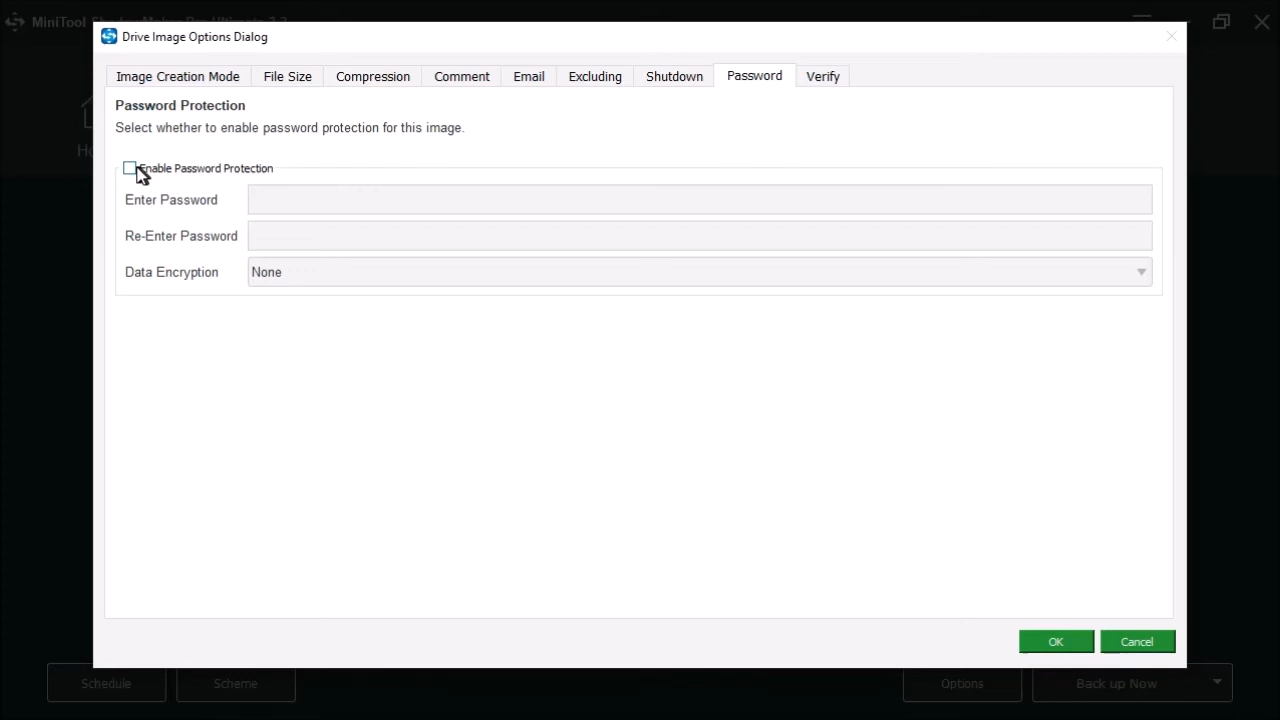 MiniTool
Drive Image Options Dialog
Image Creation Mode
File Size
Compression
Comment
Email
Excluding
Shutdown
Password
Verify
Password Protection
Select whether to enable password protection for this image.
Enable Password Protection
Enter Password
Re-Enter Password
Data Encryption
None
OK
Cancel
Schedule
Scheme
Options
Back up Now